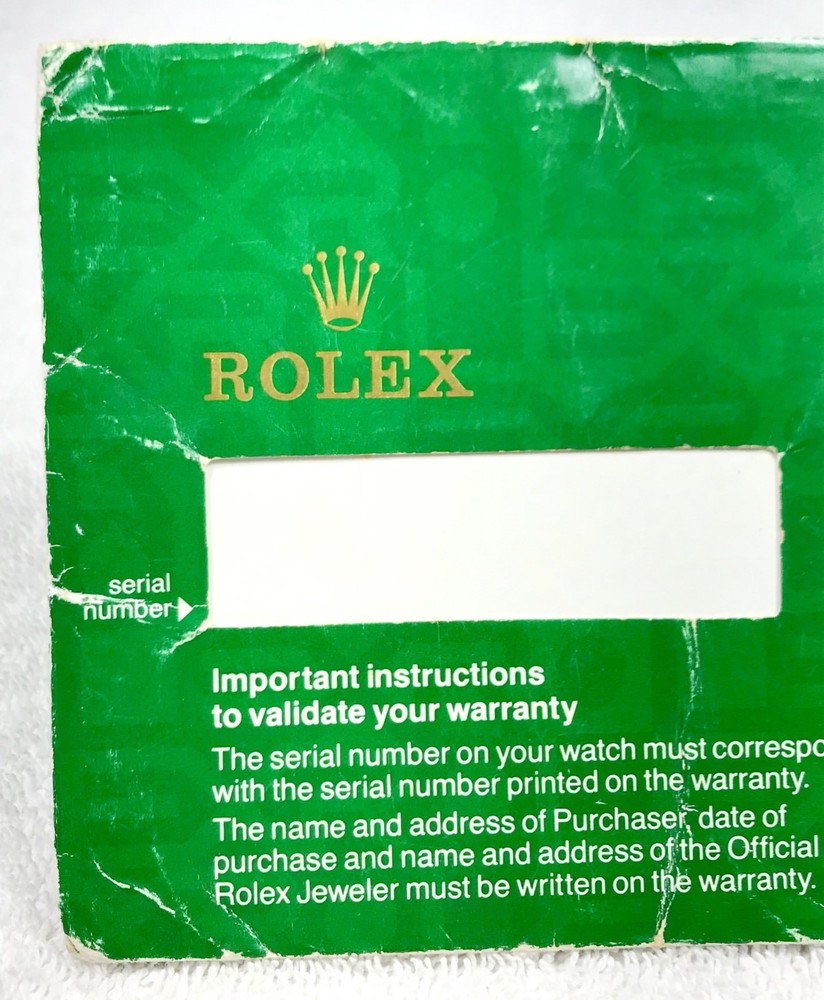 ROLEX
serial
number
Important instructions
to validate your warranty
The serial number on your watch must correspo
with the serial number printed on the warranty.
The name and address of Purchaser, date of
purchase and name and address of the Official
Rolex Jeweler must be written on the warranty.